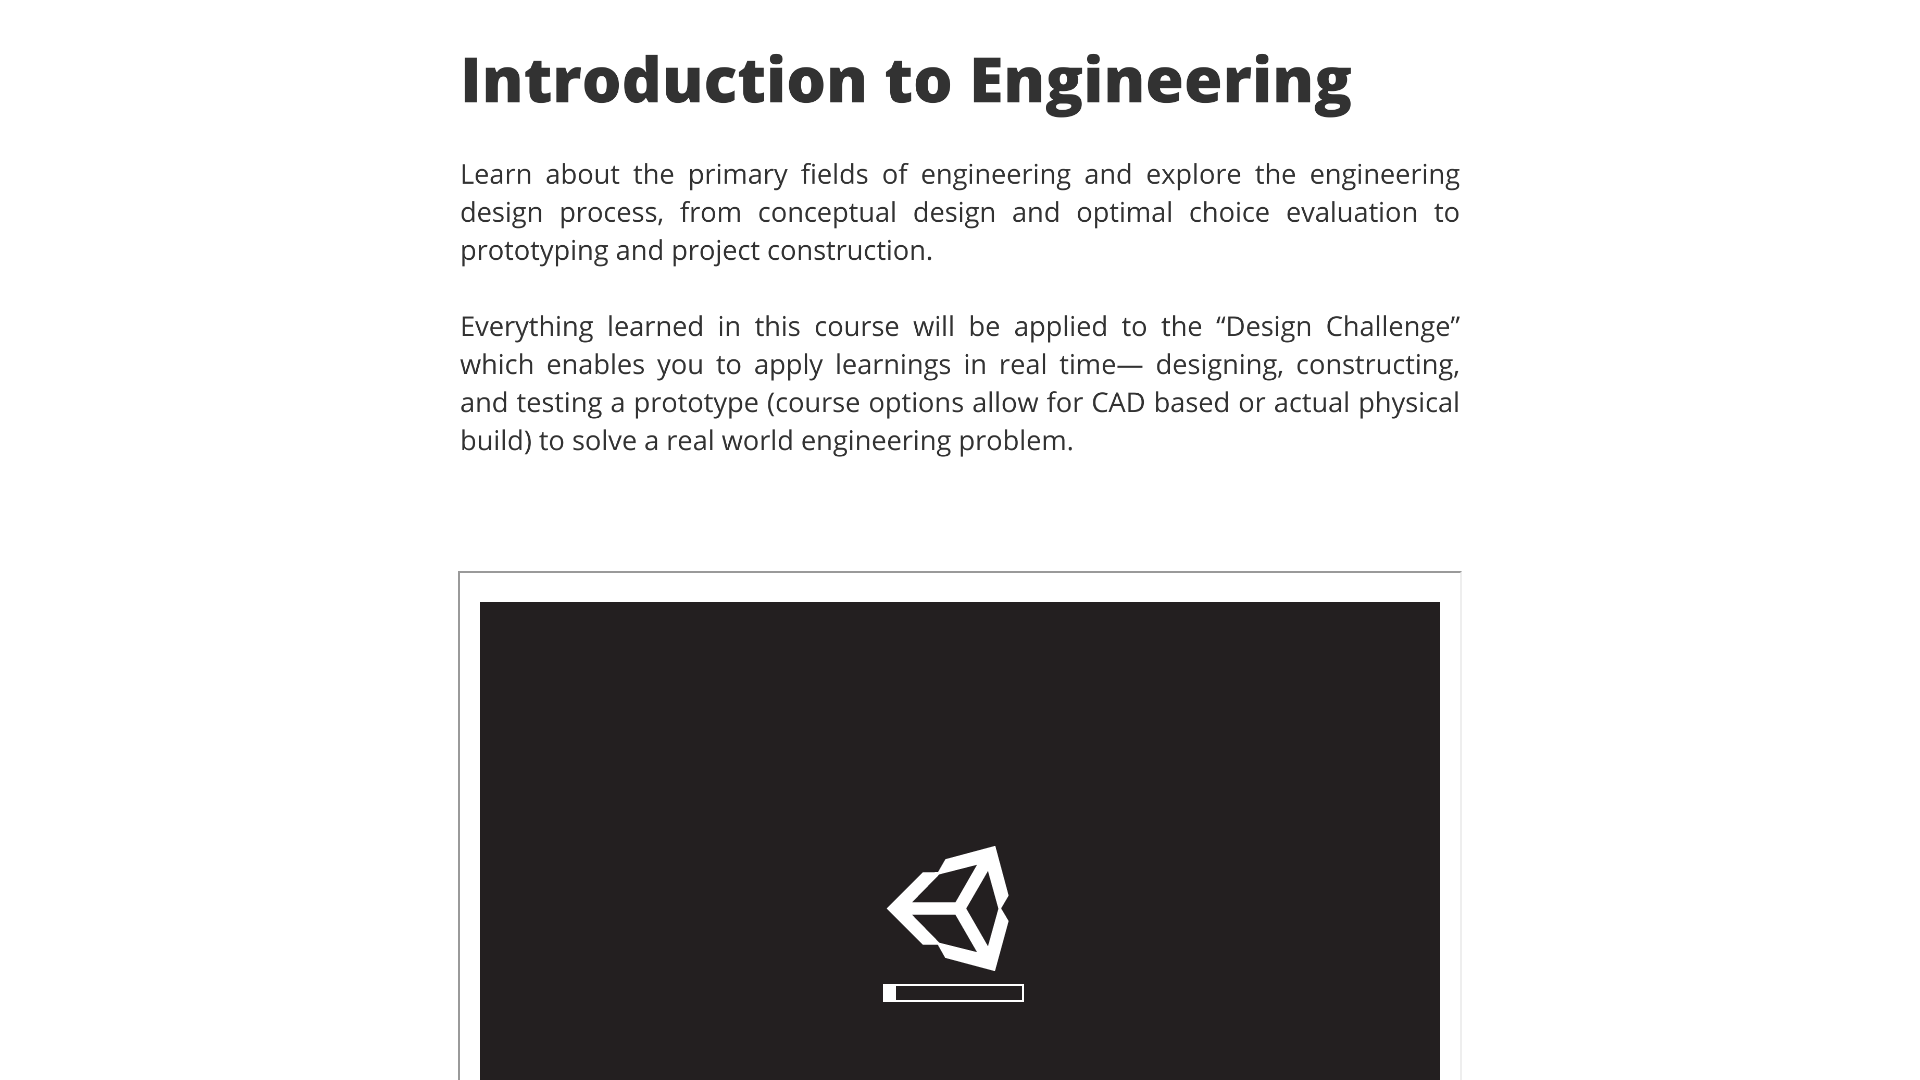 Introduction to Engineering
Learn about the primary fields of engineering and explore the engineering
design process, from conceptual design and optimal choice evaluation to
prototyping and project construction.
Everything learned in this course will be applied to the “Design Challenge”
which enables you to apply learnings in real time— designing, constructing,
and testing a prototype (course options allow for CAD based or actual physical
build) to solve a real world engineering problem.